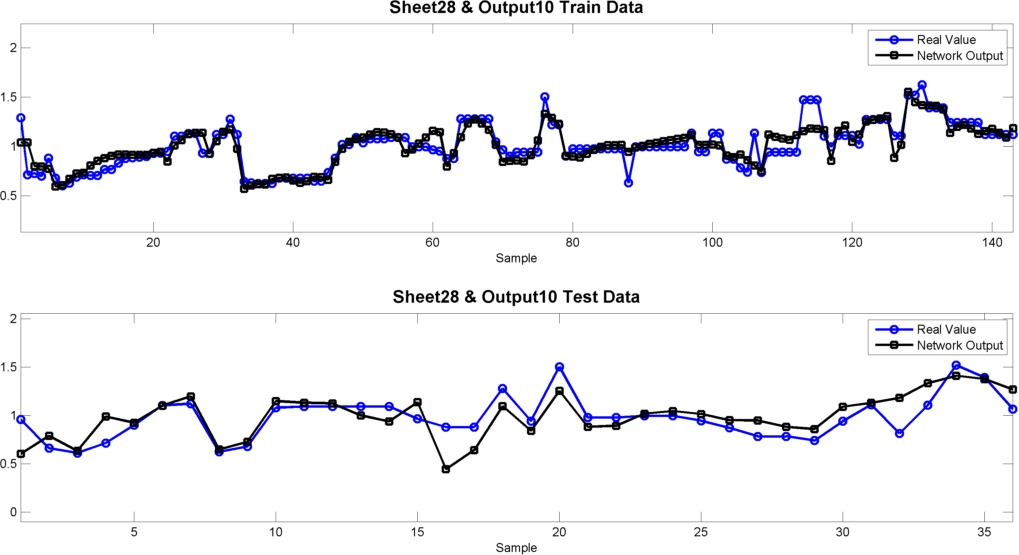 Sheet28 & Output10 Train Data
2
1.5
1
0.5
Real Value
Network Output
20 40 60 80 100 120 140
Sample
Sheet28 & Output10 Test Data
2
1.5
1
0.5
0
Real Value
Network Output
5 10 15 20 25 30 35
Sample